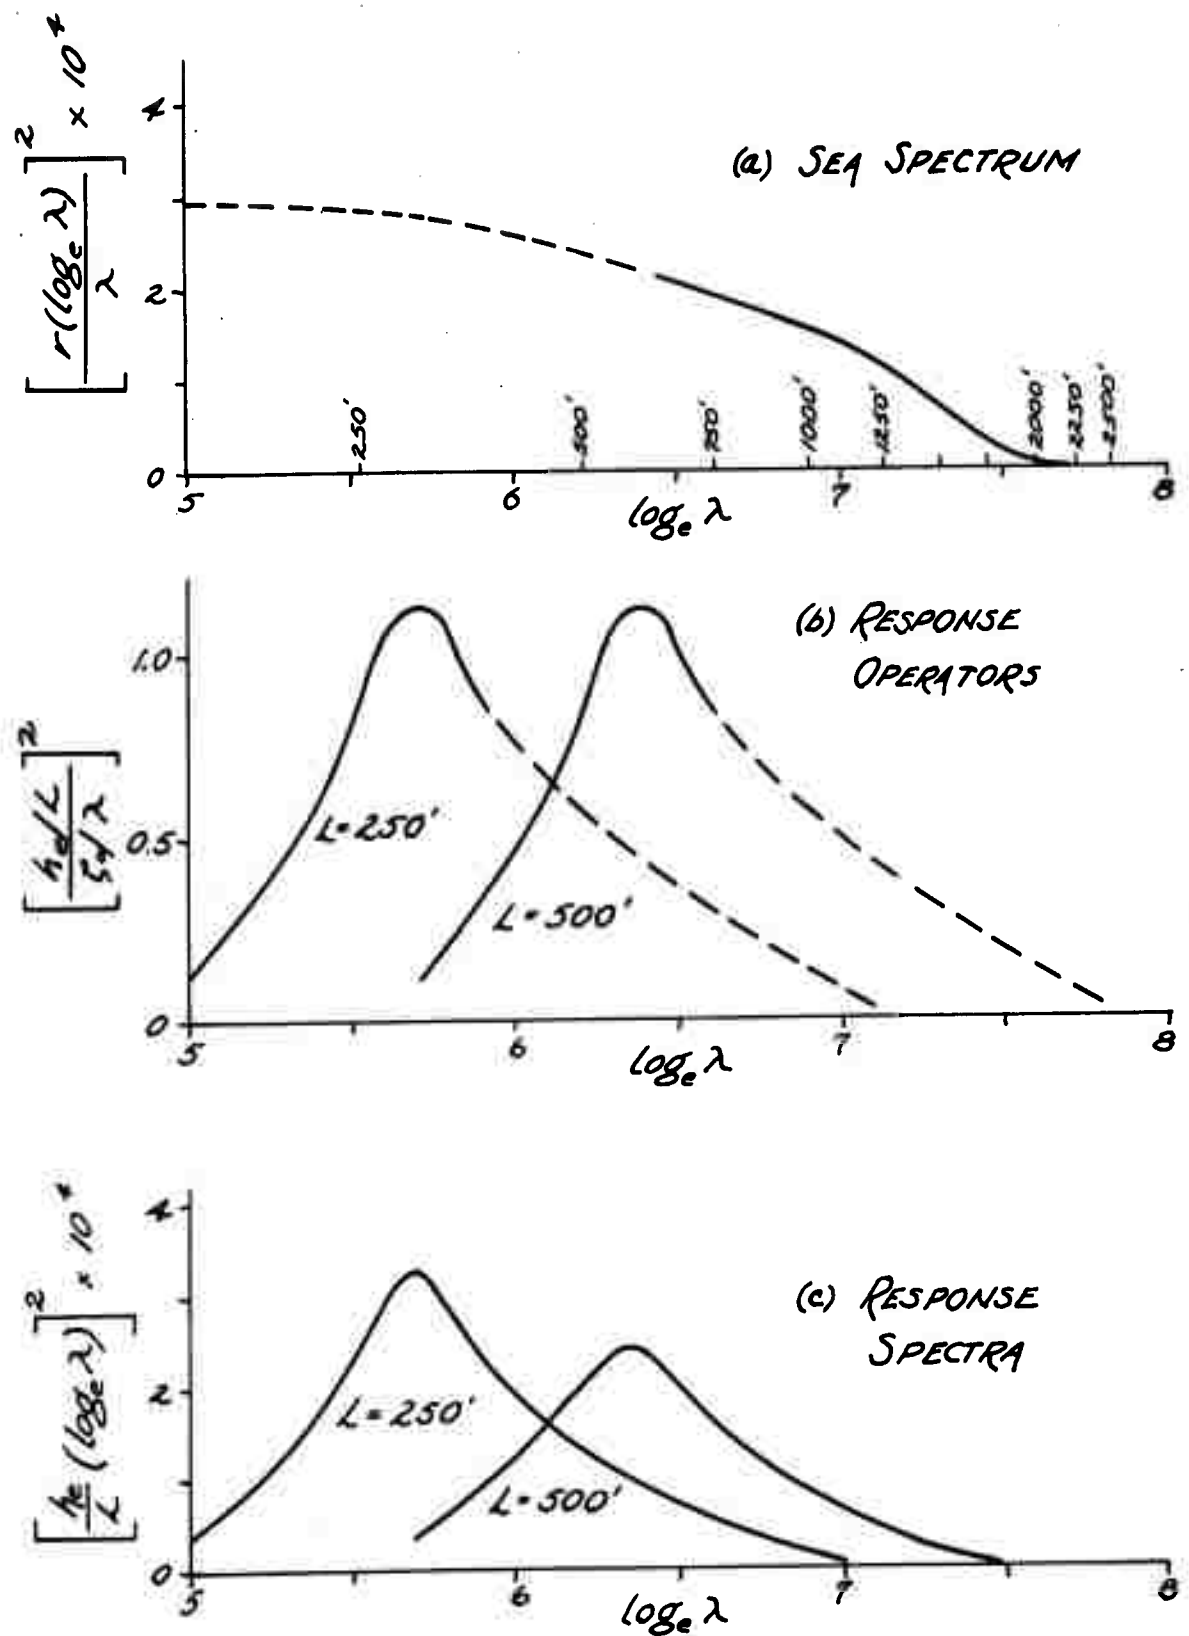 [r(logₑ λ) / λ]² × 10⁴
(a) SEA SPECTRUM
4
2
0
250'
500'
750'
1000'
1250'
2000'
2250'
2500'
5
6
7
8
logₑ λ
(b) RESPONSE
OPERATORS
1.0
0.5
0
L = 250'
L = 500'
5
6
7
8
logₑ λ
(c) RESPONSE
SPECTRA
[hₑ/L (logₑ λ)]² × 10⁴
4
2
0
L = 250'
L = 500'
5
6
7
8
logₑ λ